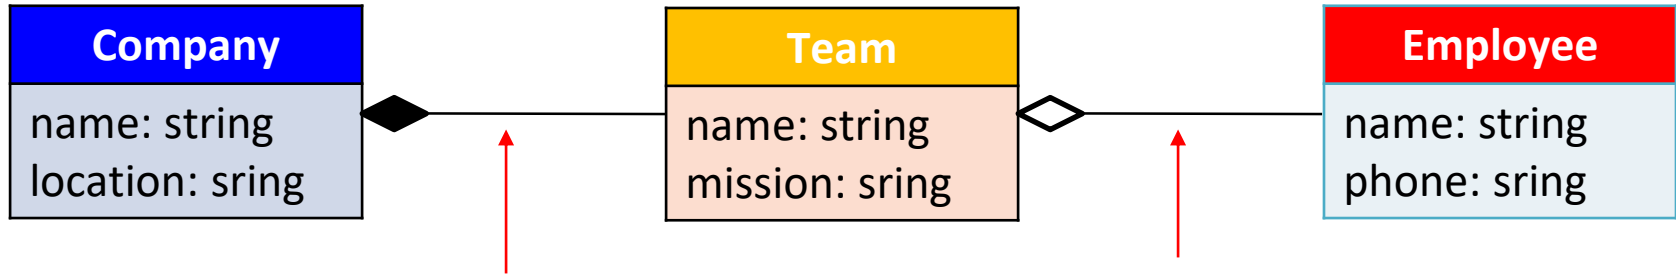 Company
name: string
location: sring
Team
name: string
mission: sring
Employee
name: string
phone: sring